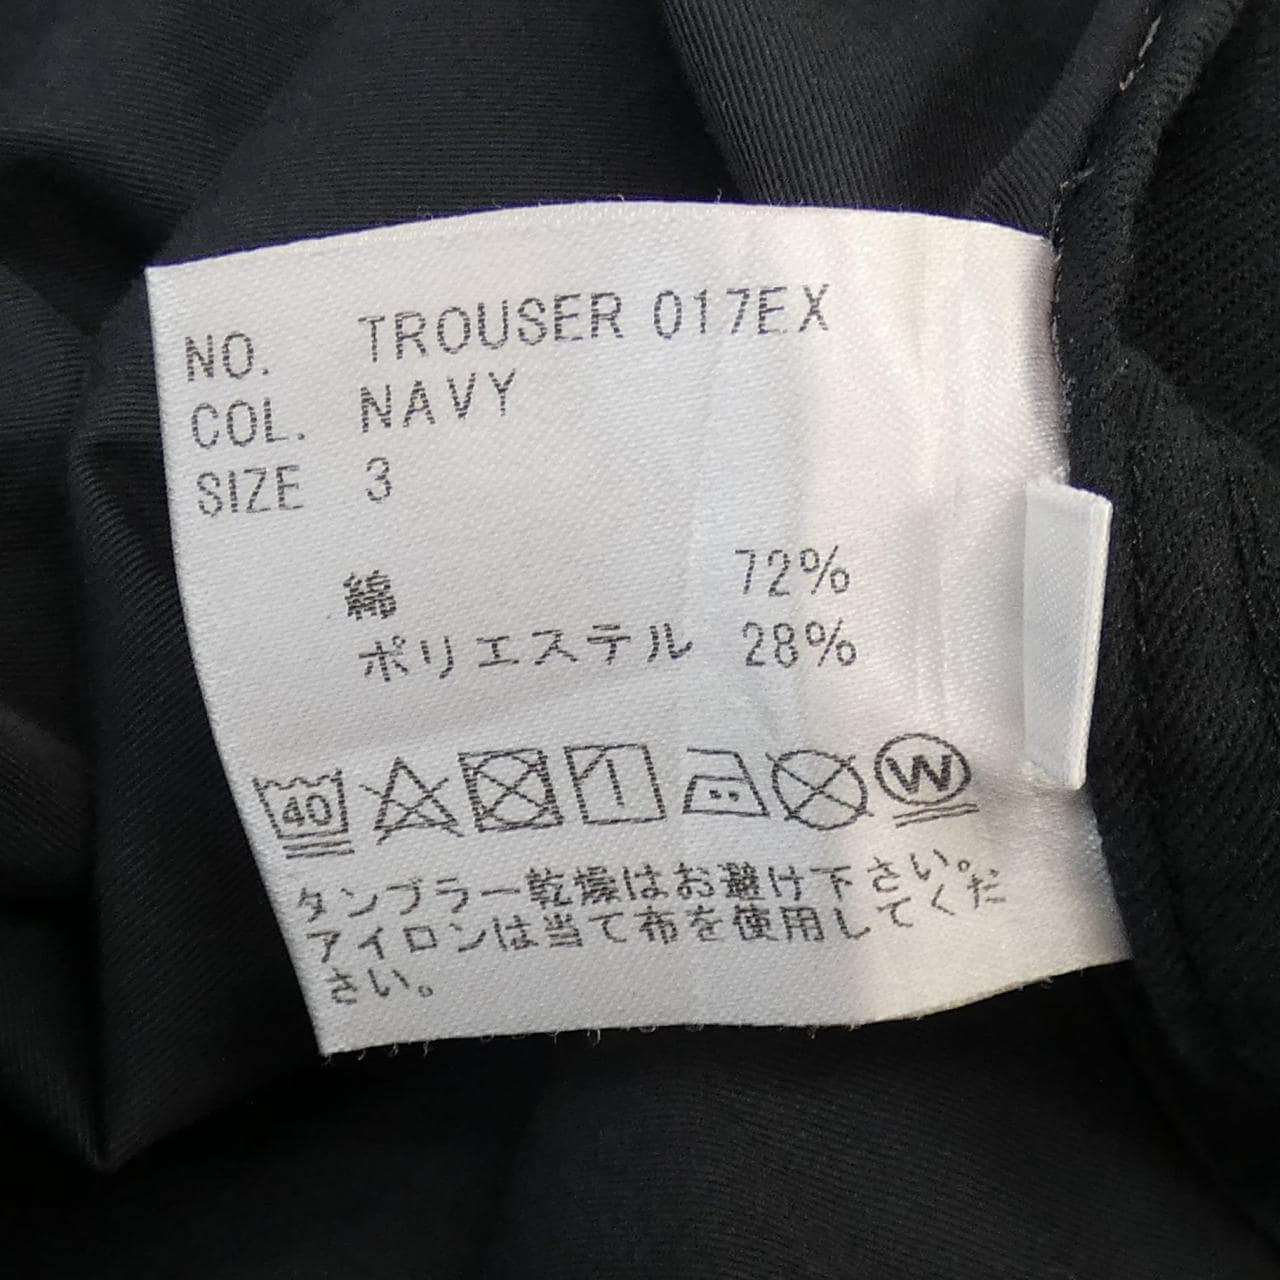 NO. TROUSER 017EX
COL. NAVY
SIZE 3
綿 72%
ポリエステル 28%
40 W
タンブラー乾燥はお避け下さい。
アイロンは当て布を使用してくだ
さい。